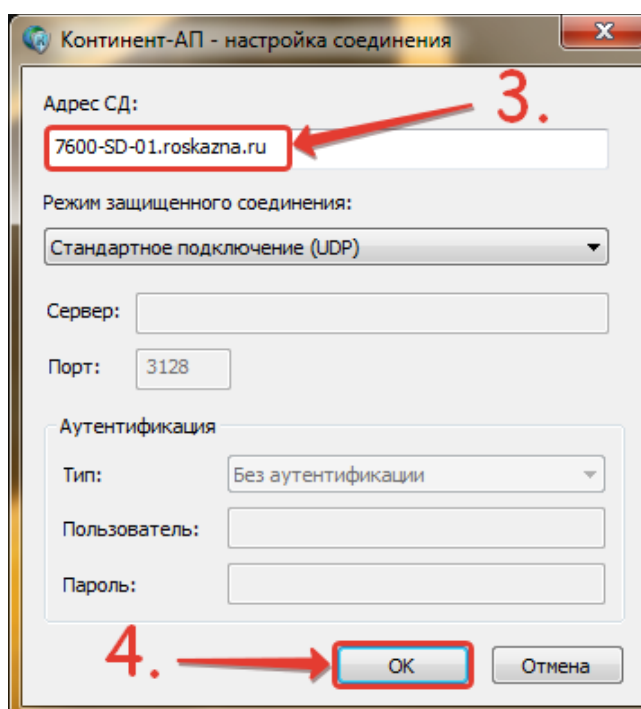 Континент-АП - настройка соединения
Адрес СД:
3.
7600-SD-01.roskazna.ru
Режим защищенного соединения:
Стандартное подключение (UDP)
Сервер:
Порт: 3128
Аутентификация
Тип: Без аутентификации
Пользователь:
Пароль:
4.
ОК Отмена